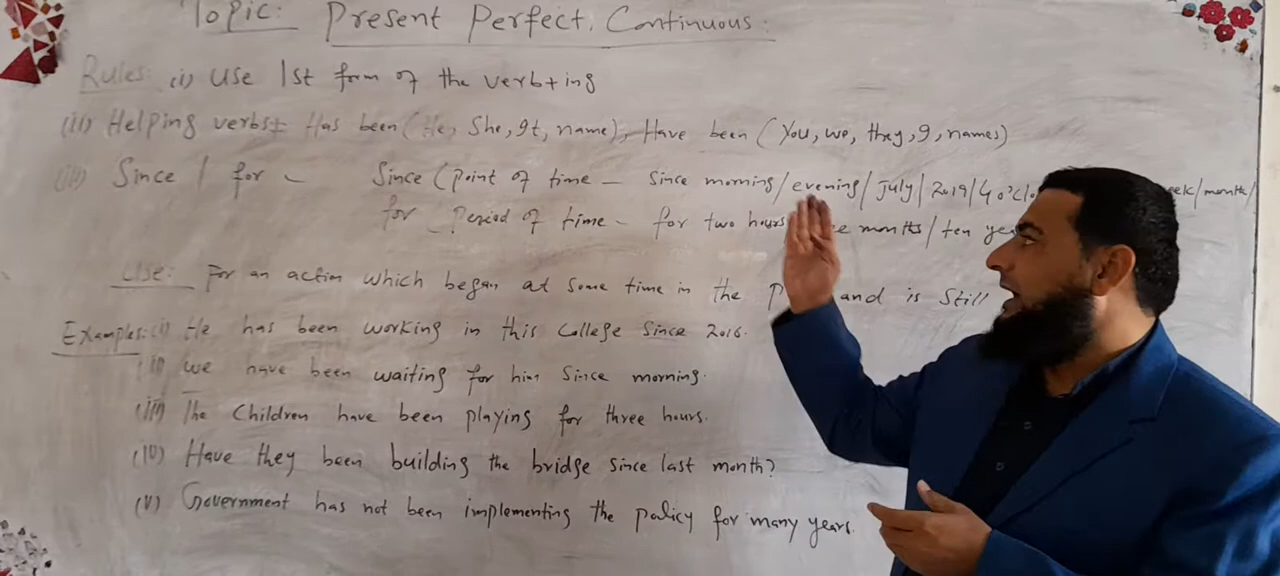 Topic: Present Perfect Continuous:
Rules: (i) Use 1st form of the verb+ing
(ii) Helping verbs: Has been (He, She, It, name), Have been (You, we, they, I, names)
(iii) Since / for - Since (point of time - Since morning/evening/July/2019/4 o'clo eek/month/
for Period of time - for two hours e months/ten yea
Use: For an action which began at some time in the P and is still
Examples: (i) He has been working in this College Since 2016.
(ii) We have been waiting for him Since morning.
(iii) The Children have been playing for three hours.
(iv) Have they been building the bridge since last month?
(v) Government has not been implementing the policy for many years.